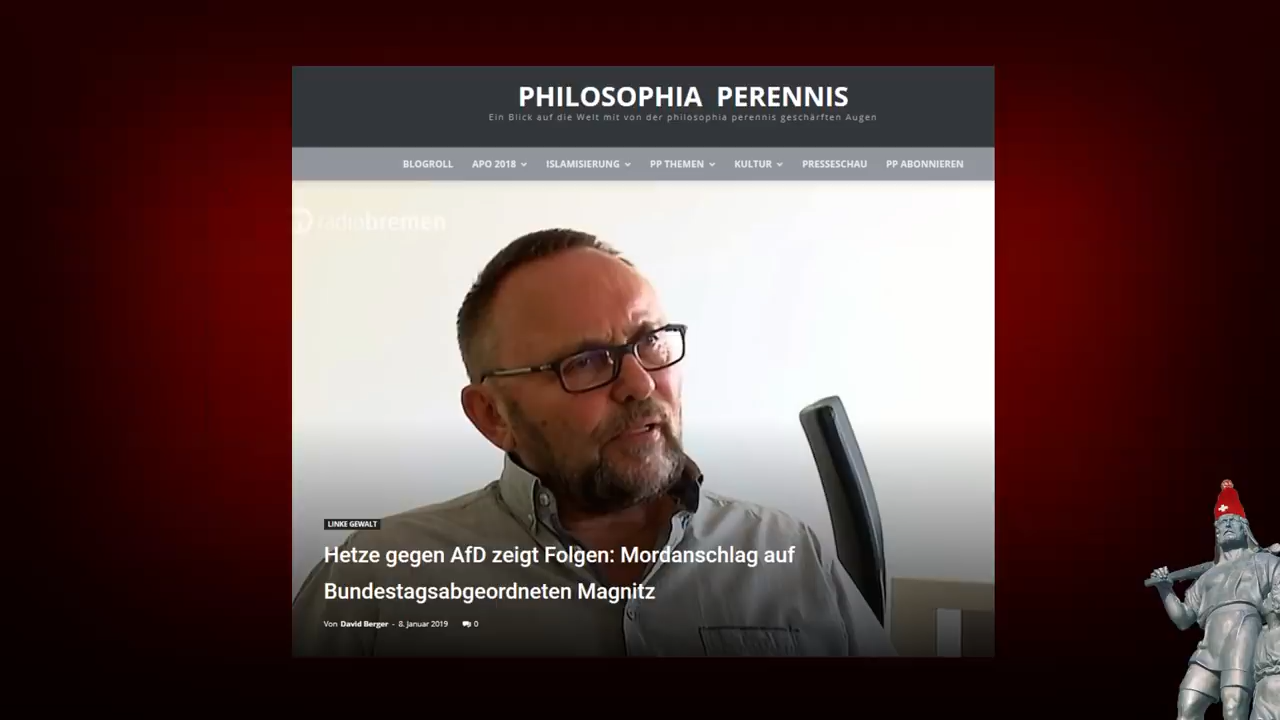 PHILOSOPHIA PERENNIS
Ein Blick auf die Welt mit von der philosophia perennis geschärften Augen
BLOGROLL APO 2018 ISLAMISIERUNG PP THEMEN KULTUR PRESSESCHAU PP ABONNIEREN
radiobremen
LINKE GEWALT
Hetze gegen AfD zeigt Folgen: Mordanschlag auf
Bundestagsabgeordneten Magnitz
Von David Berger - 8. Januar 2019 0